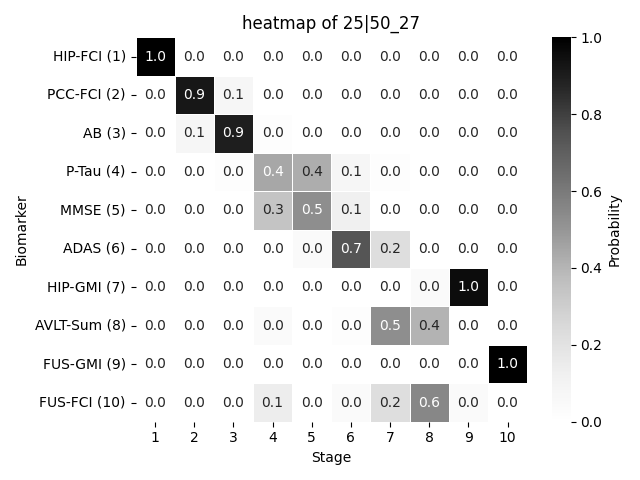 heatmap of 25|50_27
HIP-FCI (1) 1.0 0.0 0.0 0.0 0.0 0.0 0.0 0.0 0.0 0.0
PCC-FCI (2) 0.0 0.9 0.1 0.0 0.0 0.0 0.0 0.0 0.0 0.0
AB (3) 0.0 0.1 0.9 0.0 0.0 0.0 0.0 0.0 0.0 0.0
P-Tau (4) 0.0 0.0 0.0 0.4 0.4 0.1 0.0 0.0 0.0 0.0
MMSE (5) 0.0 0.0 0.0 0.3 0.5 0.1 0.0 0.0 0.0 0.0
ADAS (6) 0.0 0.0 0.0 0.0 0.0 0.7 0.2 0.0 0.0 0.0
HIP-GMI (7) 0.0 0.0 0.0 0.0 0.0 0.0 0.0 0.0 1.0 0.0
AVLT-Sum (8) 0.0 0.0 0.0 0.0 0.0 0.0 0.5 0.4 0.0 0.0
FUS-GMI (9) 0.0 0.0 0.0 0.0 0.0 0.0 0.0 0.0 0.0 1.0
FUS-FCI (10) 0.0 0.0 0.0 0.1 0.0 0.0 0.2 0.6 0.0 0.0
1 2 3 4 5 6 7 8 9 10
Stage
Biomarker
1.0
0.8
0.6
0.4
0.2
0.0
Probability